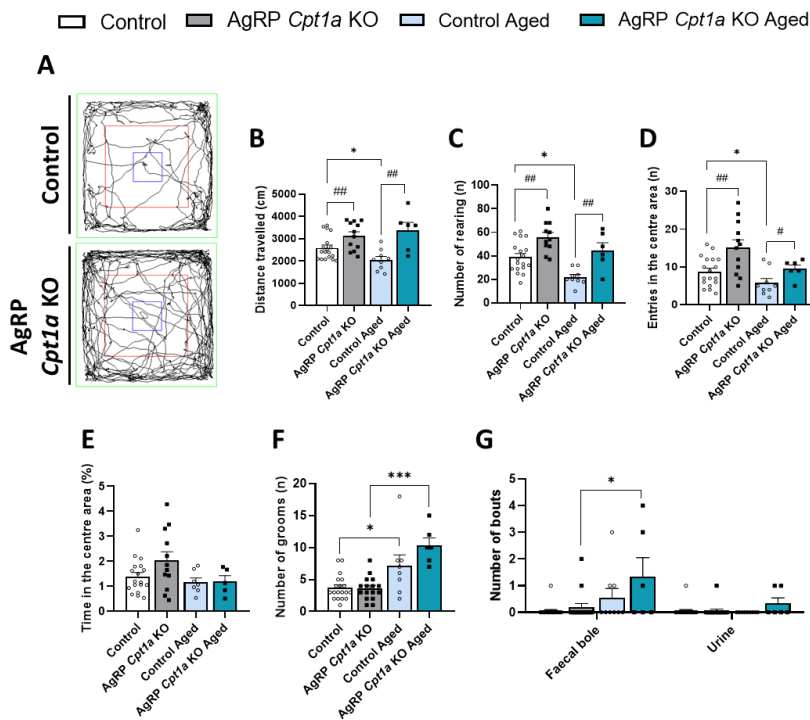 Control AgRP Cpt1a KO Control Aged AgRP Cpt1a KO Aged
A
Control
AgRP
Cpt1a KO
B
Distance travelled (cm)
6000
5000
4000
3000
2000
1000
0
*
##
##
Control
AgRP Cpt1a KO
Control Aged
AgRP Cpt1a KO Aged
C
Number of rearing (n)
100
80
60
40
20
0
*
##
##
Control
AgRP Cpt1a KO
Control Aged
AgRP Cpt1a KO Aged
D
Entries in the centre area (n)
30
20
10
0
*
##
#
Control
AgRP Cpt1a KO
Control Aged
AgRP Cpt1a KO Aged
E
Time in the centre area (%)
5
4
3
2
1
0
Control
AgRP Cpt1a KO
Control Aged
AgRP Cpt1a KO Aged
F
Number of grooms (n)
20
15
10
5
0
***
*
Control
AgRP Cpt1a KO
Control Aged
AgRP Cpt1a KO Aged
G
Number of bouts
5
4
3
2
1
0
*
Faecal bole
Urine